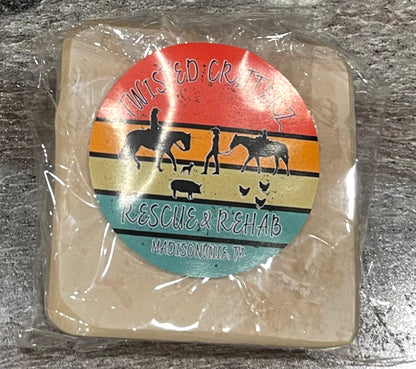 TWISTED CRITTERZ
RESCUE & REHAB
MADISONVILLE, TX